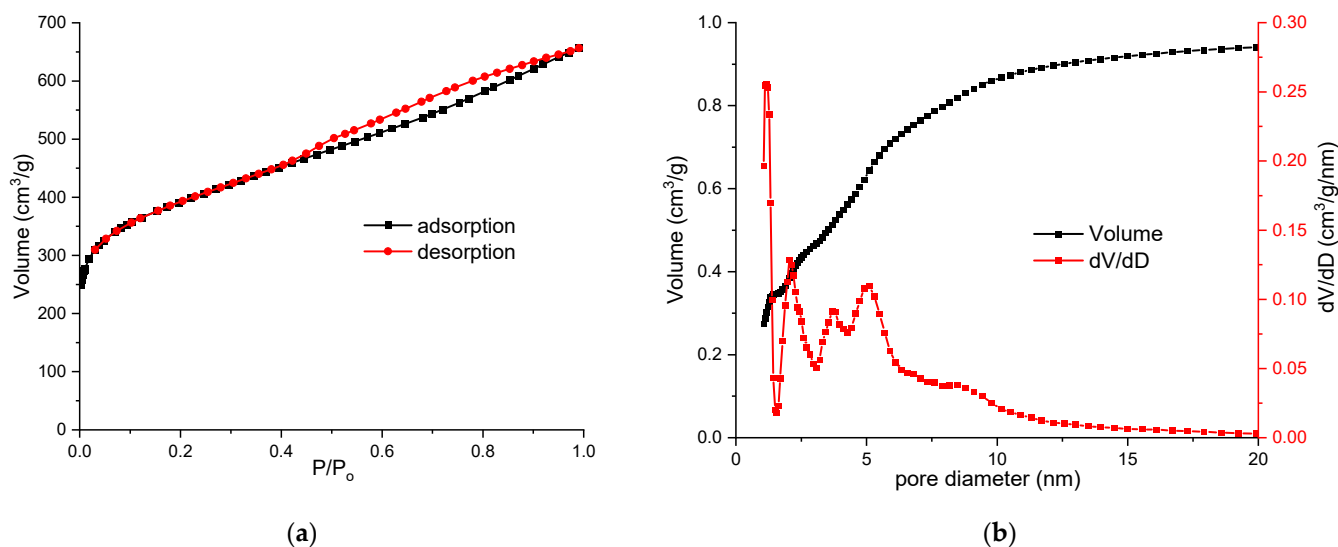 700
600
500
400
300
200
100
0
Volume (cm³/g)
0.0 0.2 0.4 0.6 0.8 1.0
P/Pₒ
adsorption
desorption
(a)
1.0
0.8
0.6
0.4
0.2
0.0
Volume (cm³/g)
0 5 10 15 20
pore diameter (nm)
Volume
dV/dD
0.30
0.25
0.20
0.15
0.10
0.05
0.00
dV/dD (cm³/g/nm)
(b)